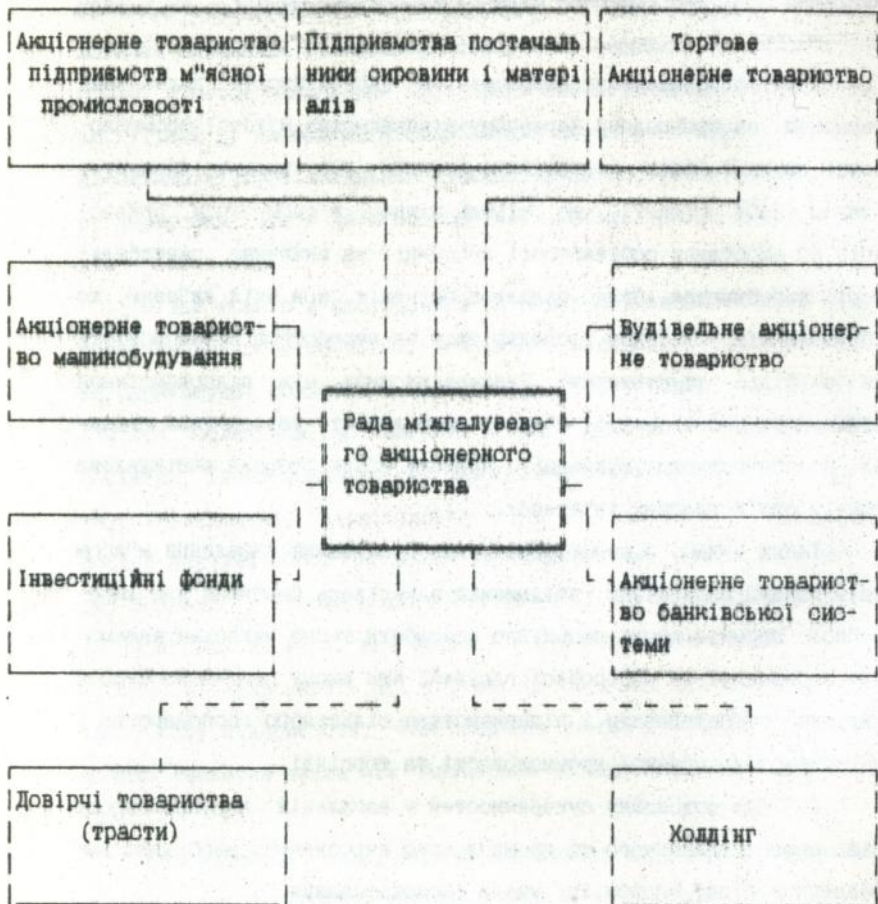 Акціонерне товариство
підприємств м"ясної
промисловості
Підприємства постачаль
ники сировини і матері
алів
Торгове
Акціонерне товариство
Акціонерне товарист-
во машинобудування
Будівельне акціонер-
не товариство
Рада міжгалузево-
го акціонерного
товариства
Інвестиційні фонди
Акціонерне товарист-
во банківської сис-
теми
Довірчі товариства
(трасти)
Холдінг